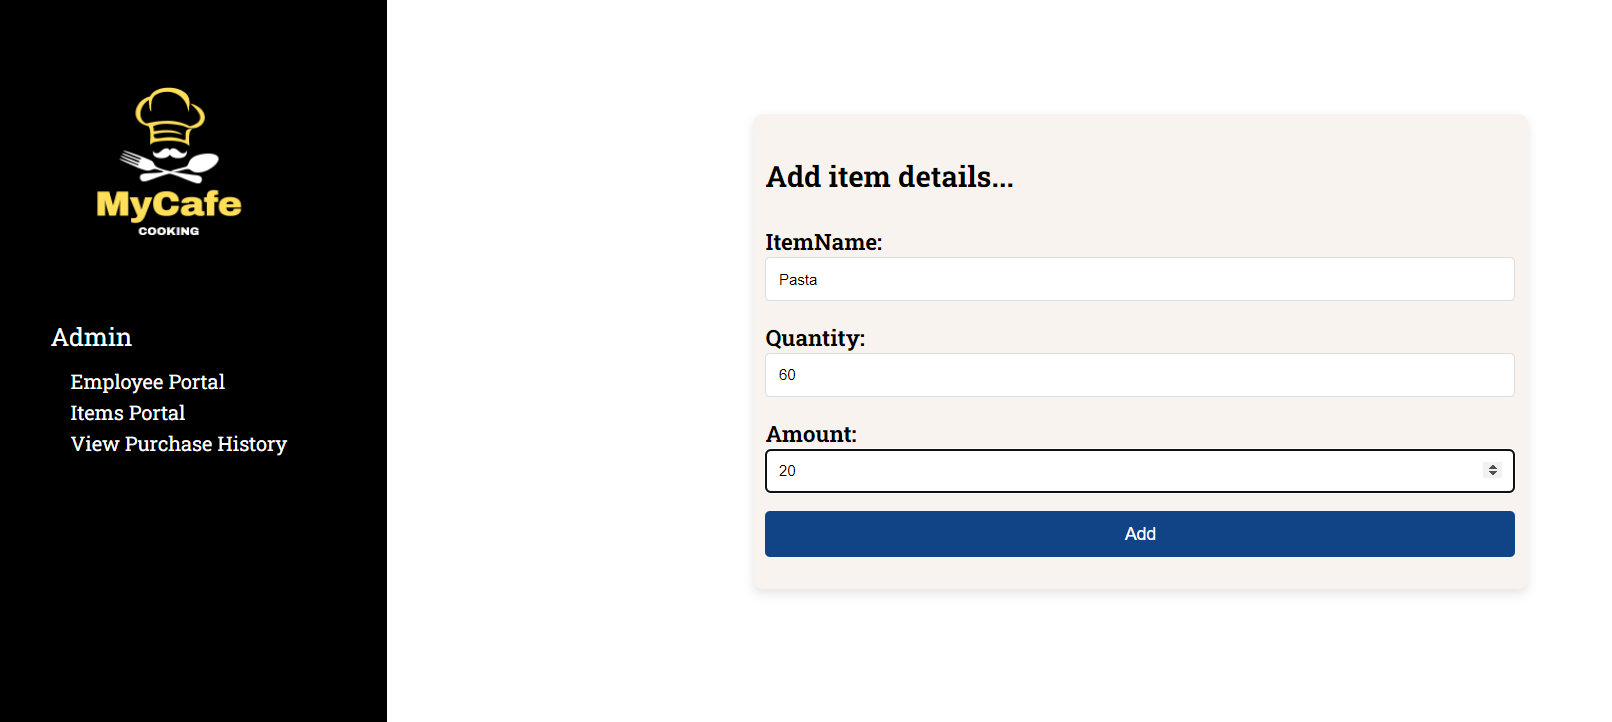 MyCafe
COOKING
Admin
Employee Portal
Items Portal
View Purchase History
Add item details...
ItemName:
Pasta
Quantity:
60
Amount:
20
Add